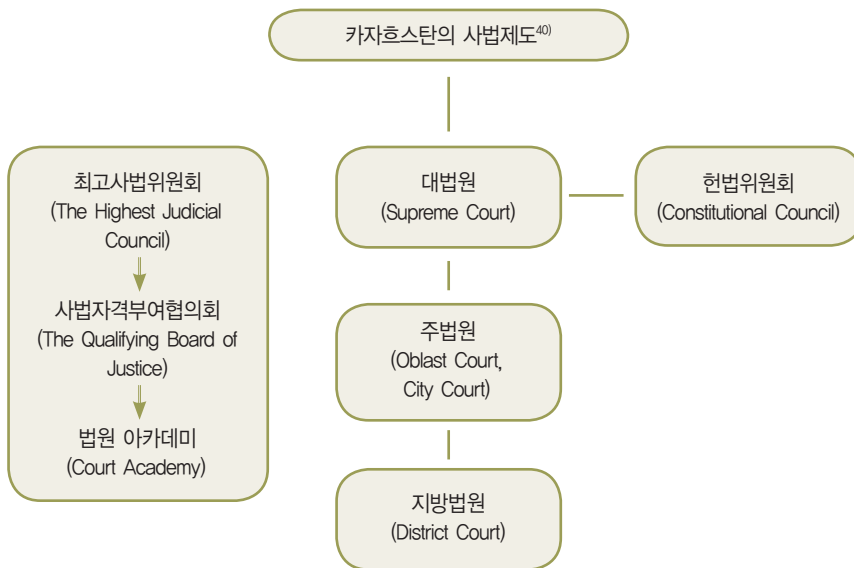 카자흐스탄의 사법제도40)
최고사법위원회
(The Highest Judicial
Council)
사법자격부여협의회
(The Qualifying Board of
Justice)
법원 아카데미
(Court Academy)
대법원
(Supreme Court)
헌법위원회
(Constitutional Council)
주법원
(Oblast Court,
City Court)
지방법원
(District Court)